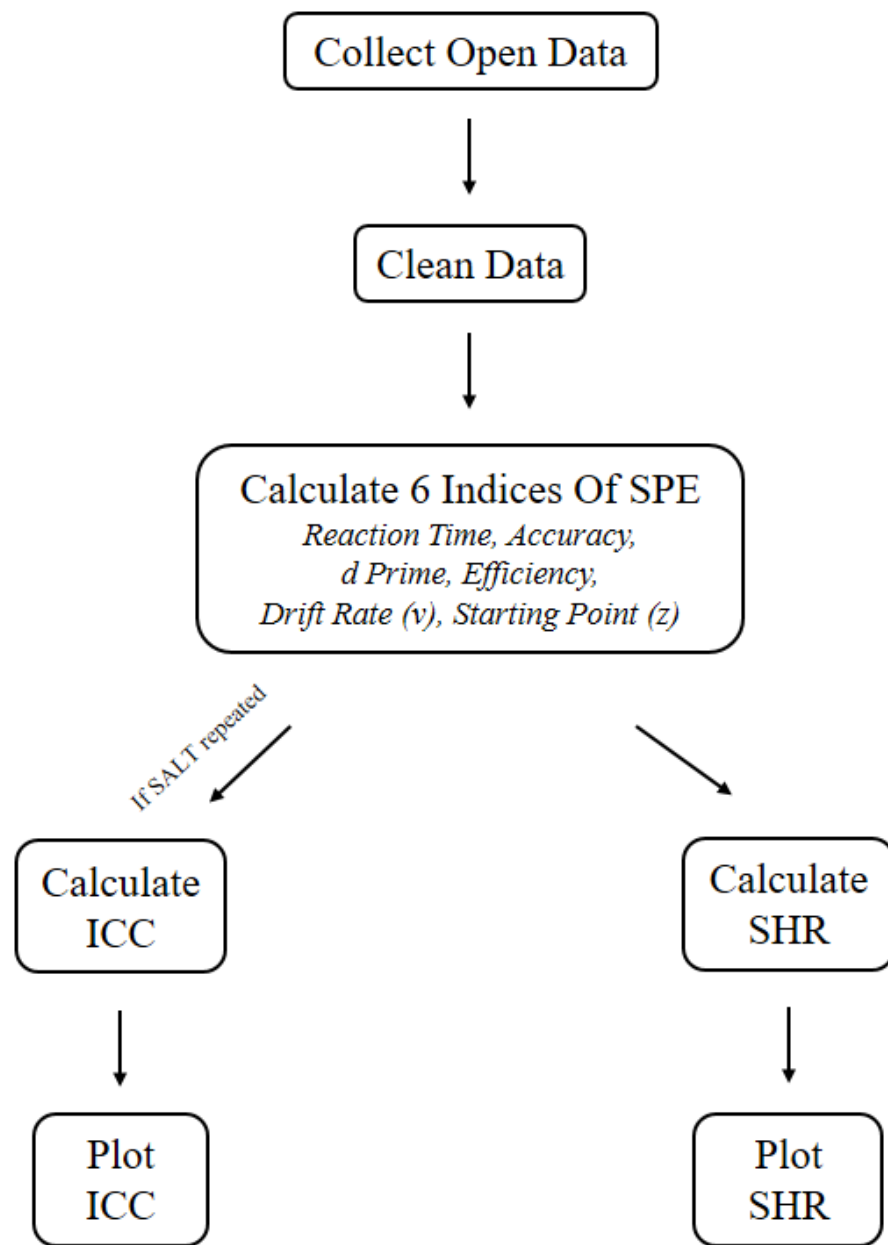 Collect Open Data
Clean Data
Calculate 6 Indices Of SPE
Reaction Time, Accuracy,
d Prime, Efficiency,
Drift Rate (v), Starting Point (z)
If SALT repeated
Calculate
ICC
Calculate
SHR
Plot
ICC
Plot
SHR